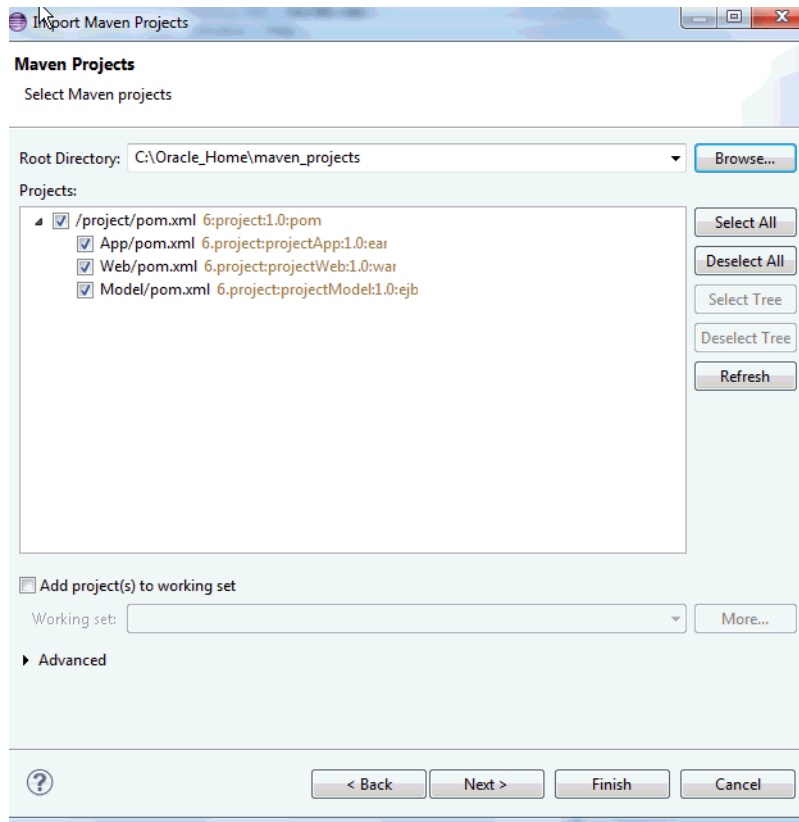 Import Maven Projects
Maven Projects
Select Maven projects
Root Directory: C:\Oracle_Home\maven_projects Browse...
Projects:
/project/pom.xml 6:project:1.0:pom
App/pom.xml 6.project:projectApp:1.0:ear
Web/pom.xml 6.project:projectWeb:1.0:war
Model/pom.xml 6.project:projectModel:1.0:ejb
Select All
Deselect All
Select Tree
Deselect Tree
Refresh
Add project(s) to working set
Working set: More...
Advanced
? < Back Next > Finish Cancel